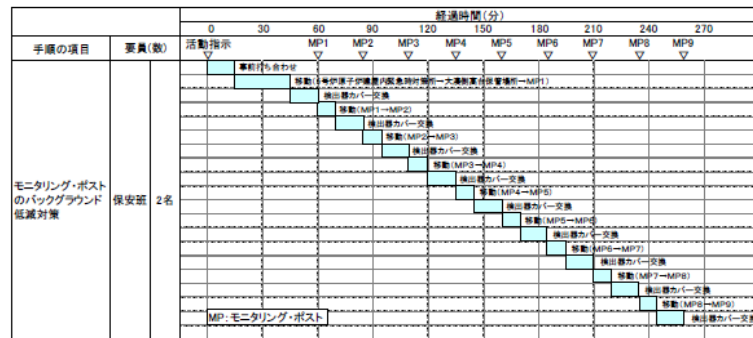 経過時間(分)
0 30 60 90 120 150 180 210 240 270
手順の項目 要員(数) 活動指示 MP1 MP2 MP3 MP4 MP5 MP6 MP7 MP8 MP9
事前打ち合わせ
移動(5号炉原子炉建屋内緊急時対策所→大湊側高台保管場所→MP1)
検出器カバー交換
移動(MP1→MP2)
検出器カバー交換
移動(MP2→MP3)
検出器カバー交換
移動(MP3→MP4)
検出器カバー交換
移動(MP4→MP5)
検出器カバー交換
移動(MP5→MP6)
検出器カバー交換
移動(MP6→MP7)
検出器カバー交換
移動(MP7→MP8)
検出器カバー交換
移動(MP8→MP9)
検出器カバー交換
モニタリング・ポスト
のバックグラウンド
低減対策
保安班 2名
MP:モニタリング・ポスト